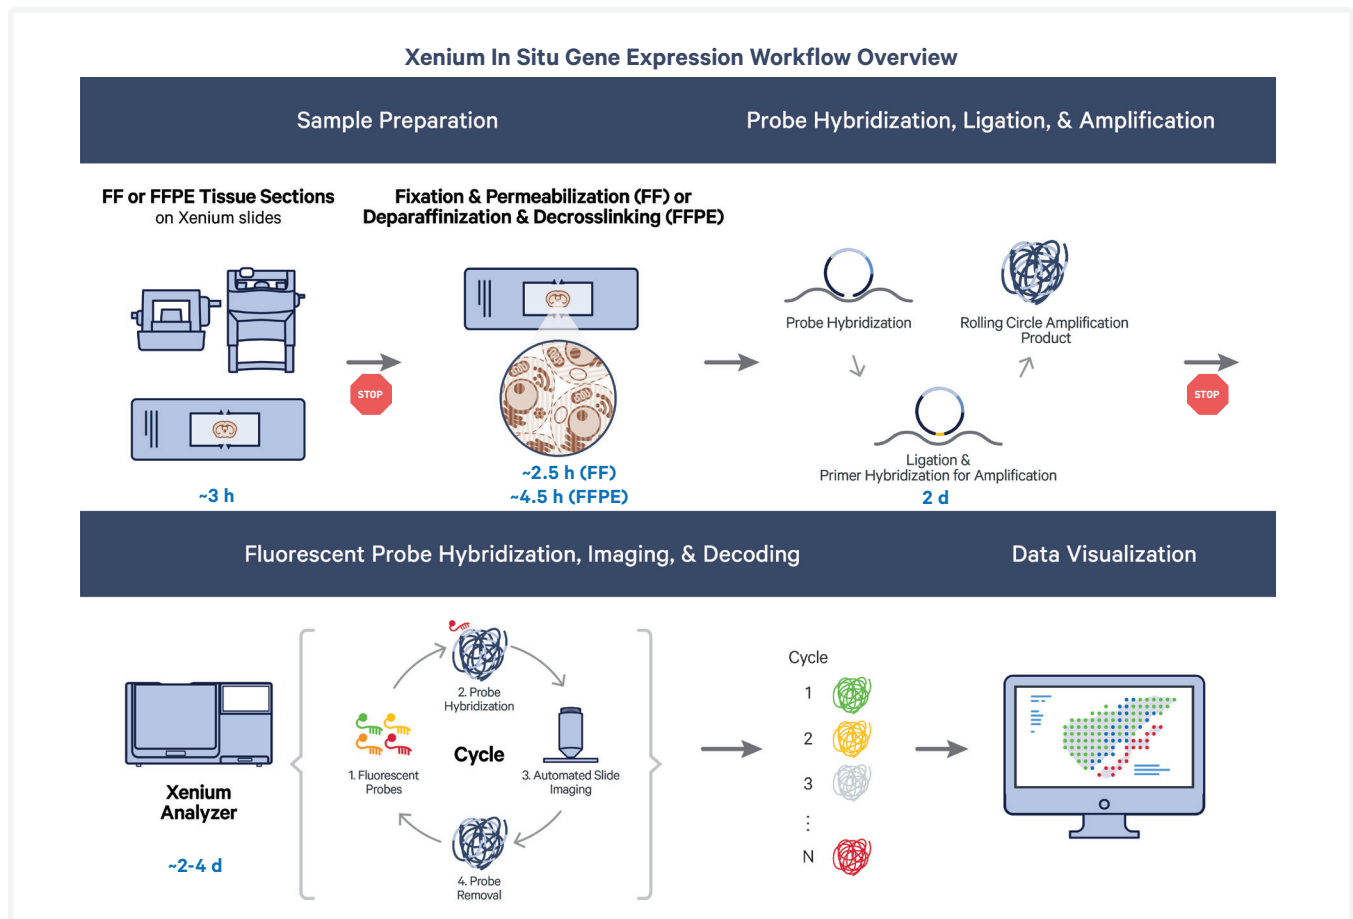 Xenium In Situ Gene Expression Workflow Overview
Sample Preparation
Probe Hybridization, Ligation, & Amplification
FF or FFPE Tissue Sections
on Xenium slides
~3 h
STOP
Fixation & Permeabilization (FF) or
Deparaffinization & Decrosslinking (FFPE)
~2.5 h (FF)
~4.5 h (FFPE)
Probe Hybridization
Ligation &
Primer Hybridization for Amplification
2 d
Rolling Circle Amplification
Product
STOP
Fluorescent Probe Hybridization, Imaging, & Decoding
Data Visualization
Xenium
Analyzer
~2-4 d
Cycle
1. Fluorescent
Probes
2. Probe
Hybridization
3. Automated Slide
Imaging
4. Probe
Removal
Cycle
1
2
3
⋮
N